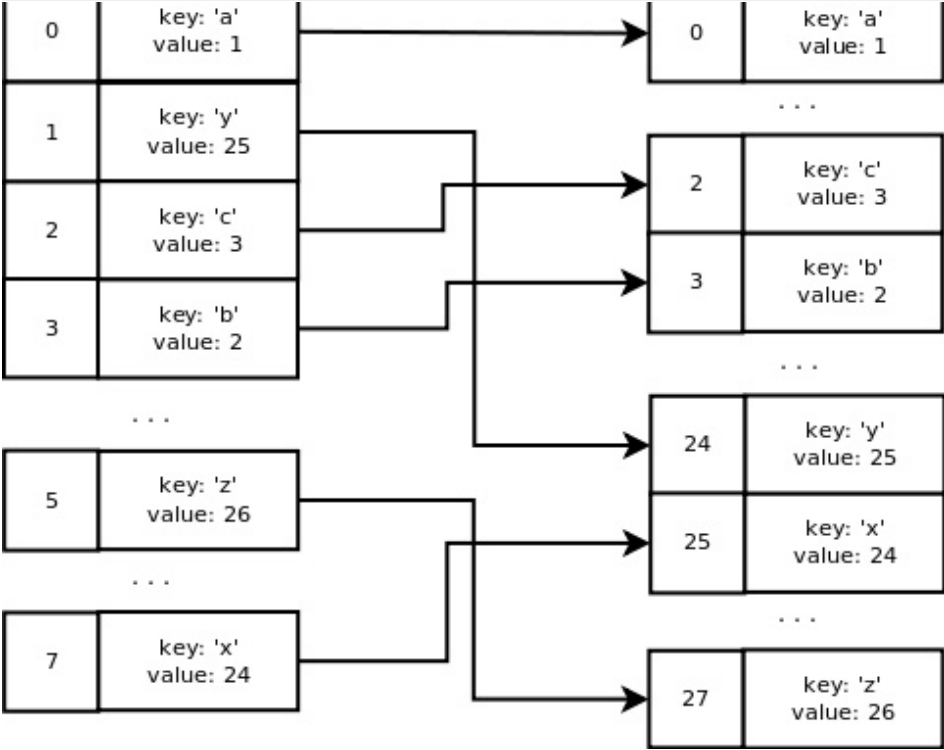 0
key: 'a'
value: 1
1
key: 'y'
value: 25
2
key: 'c'
value: 3
3
key: 'b'
value: 2
. . .
5
key: 'z'
value: 26
. . .
7
key: 'x'
value: 24
0
key: 'a'
value: 1
. . .
2
key: 'c'
value: 3
3
key: 'b'
value: 2
. . .
24
key: 'y'
value: 25
25
key: 'x'
value: 24
. . .
27
key: 'z'
value: 26